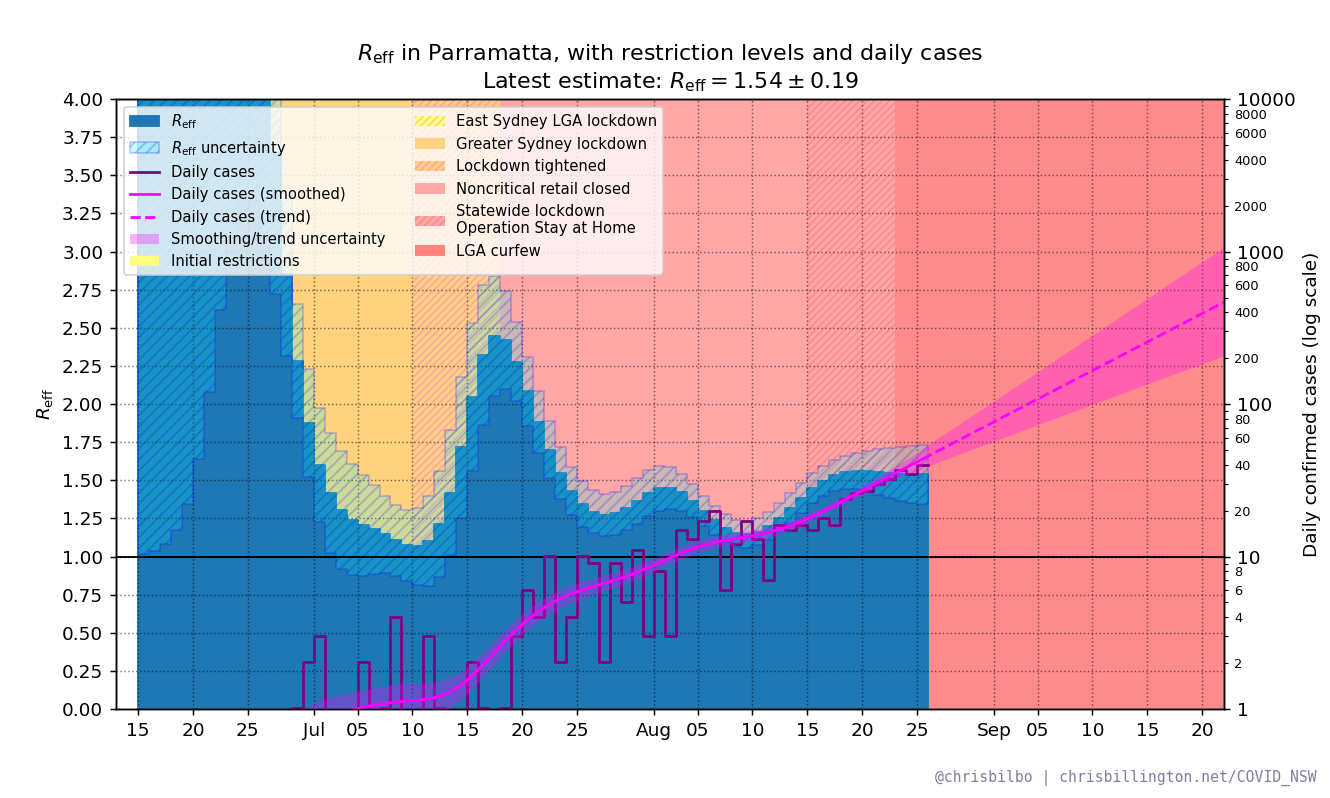 Reff in Parramatta, with restriction levels and daily cases
Latest estimate: Reff = 1.54 ± 0.19
4.00
3.75
3.50
3.25
3.00
2.75
2.50
2.25
2.00
1.75
1.50
1.25
1.00
0.75
0.50
0.25
0.00
Reff
Reff
Reff uncertainty
Daily cases
Daily cases (smoothed)
Daily cases (trend)
Smoothing/trend uncertainty
Initial restrictions
East Sydney LGA lockdown
Greater Sydney lockdown
Lockdown tightened
Noncritical retail closed
Statewide lockdown
Operation Stay at Home
LGA curfew
10000
8000
6000
4000
2000
1000
800
600
400
200
100
80
60
40
20
10
8
6
4
2
1
Daily confirmed cases (log scale)
15 20 25 Jul 05 10 15 20 25 Aug 05 10 15 20 25 Sep 05 10 15 20
@chrisbilbo | chrisbillington.net/COVID_NSW